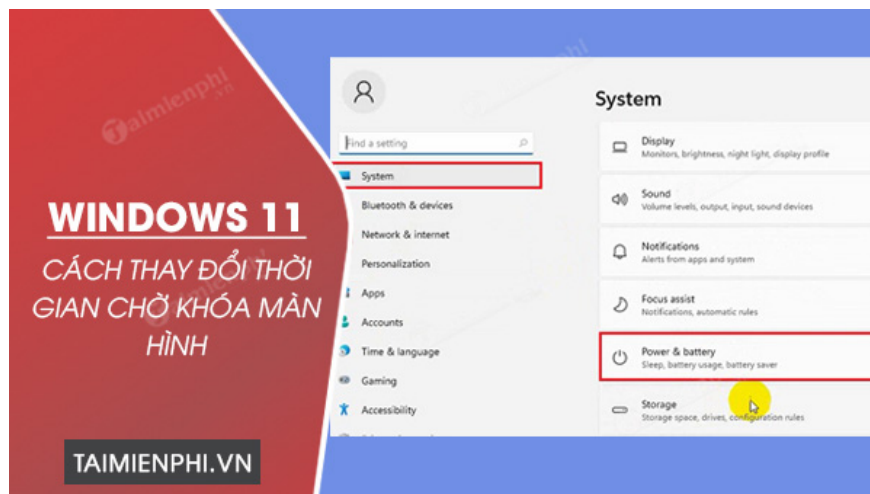 WINDOWS 11
CÁCH THAY ĐỔI THỜI
GIAN CHỜ KHÓA MÀN
HÌNH
TAIMIENPHI.VN
Find a setting
System
Bluetooth & devices
Network & internet
Personalization
Apps
Accounts
Time & language
Gaming
Accessibility
System
Display
Monitors, brightness, night light, display profile
Sound
Volume levels, output, input, sound devices
Notifications
Alerts from apps and system
Focus assist
Notifications, automatic rules
Power & battery
Sleep, battery usage, battery saver
Storage
Storage space, drives, configuration rules
Taimienphi
.vn